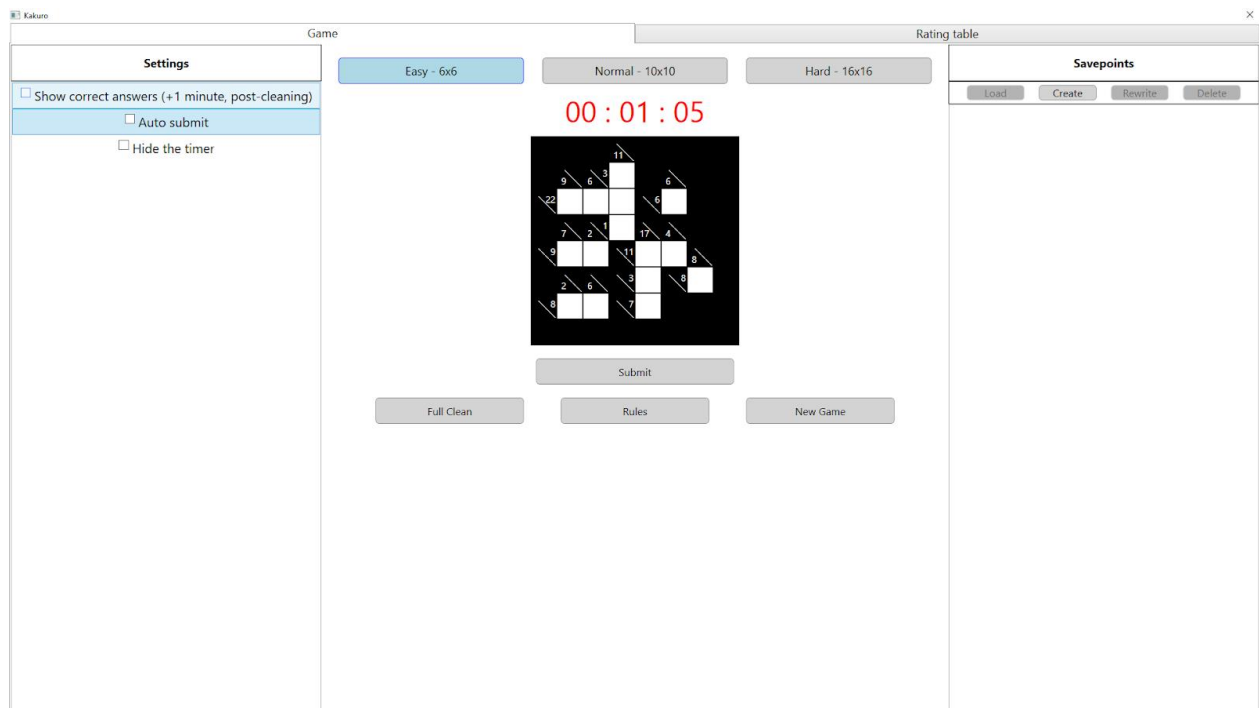 Kakuro
Game
Rating table
Settings
Show correct answers (+1 minute, post-cleaning)
Auto submit
Hide the timer
Easy - 6x6
Normal - 10x10
Hard - 16x16
00 : 01 : 05
11
9 6 3 6
22 6
7 2 1 17 4
9 11 8
3 8
2 6
8 7
Submit
Full Clean
Rules
New Game
Savepoints
Load
Create
Rewrite
Delete